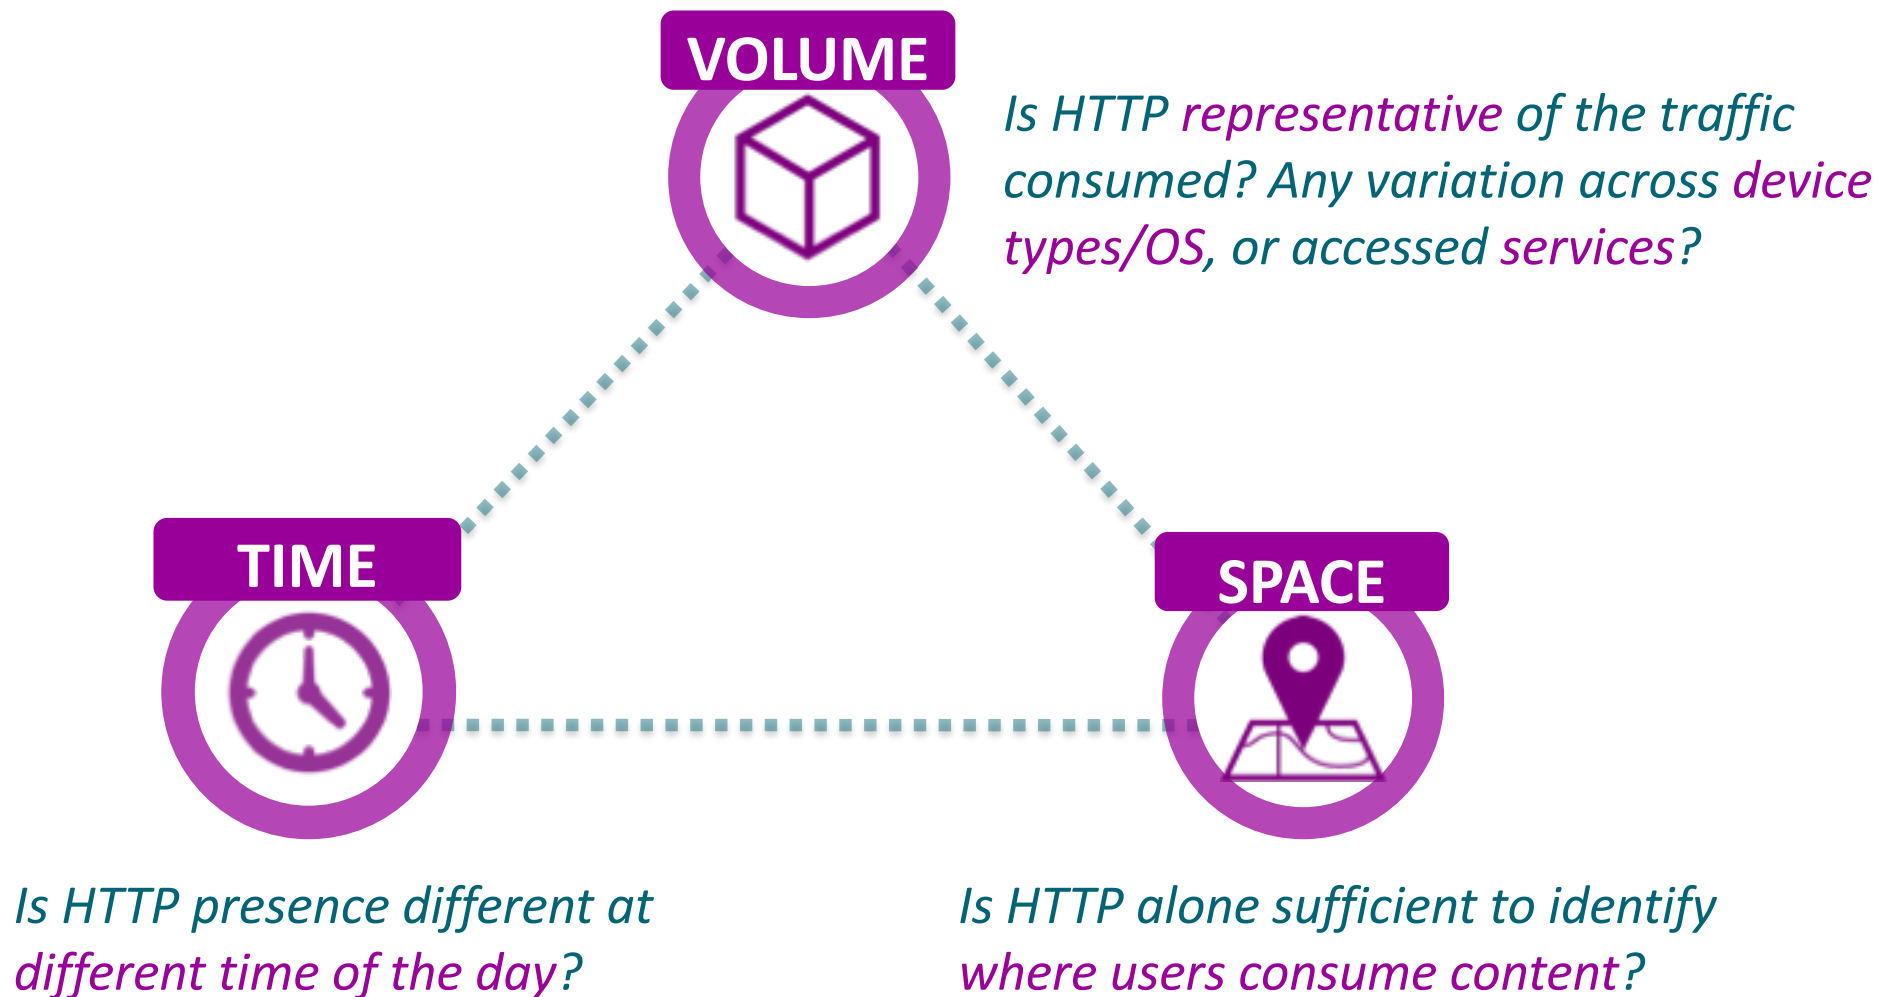 VOLUME
Is HTTP representative of the traffic
consumed? Any variation across device
types/OS, or accessed services?
TIME
SPACE
Is HTTP presence different at
different time of the day?
Is HTTP alone sufficient to identify
where users consume content?